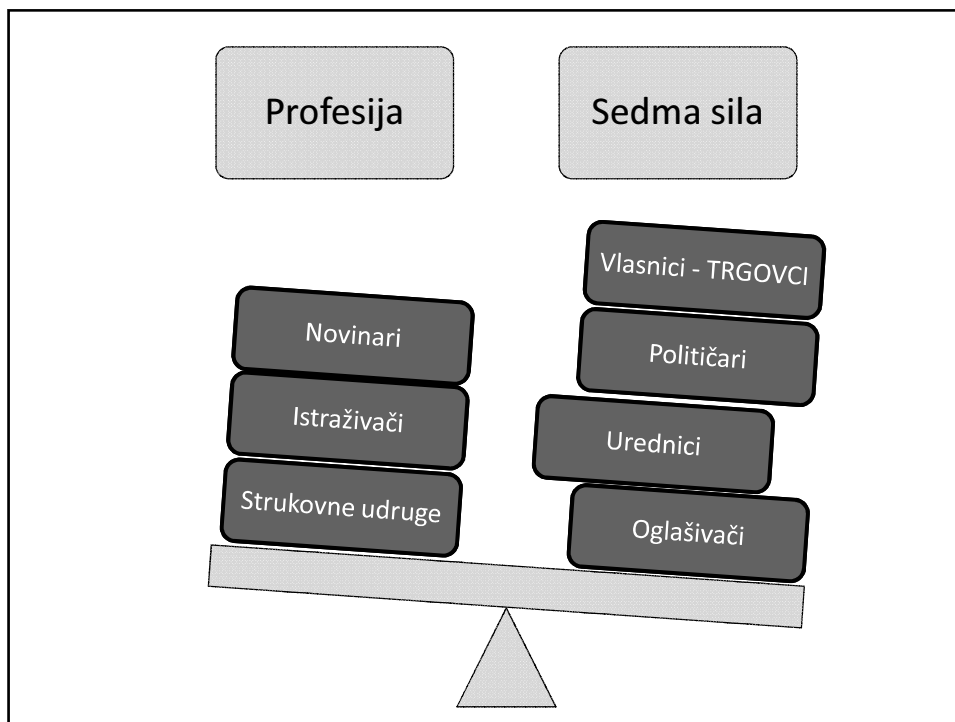 Profesija
Sedma sila
Vlasnici - TRGOVCI
Novinari
Političari
Istraživači
Urednici
Strukovne udruge
Oglašivači